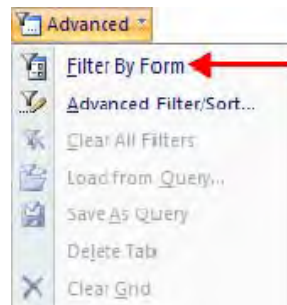 Advanced
Filter By Form
Advanced Filter/Sort...
Clear All Filters
Load from Query...
Save As Query
Delete Tab
Clear Grid